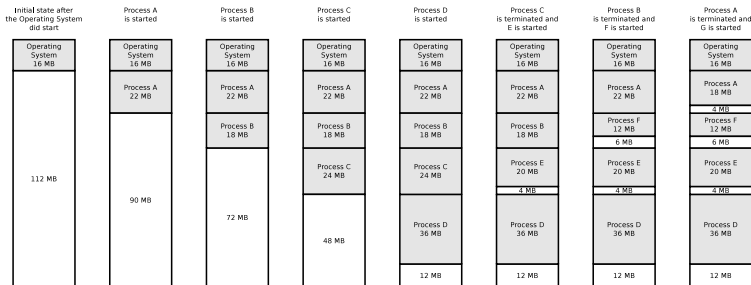 Initial state after
the Operating System
did start
Process A
is started
Process B
is started
Process C
is started
Process D
is started
Process C
is terminated and
E is started
Process B
is terminated and
F is started
Process A
is terminated and
G is started
Operating
System
16 MB
112 MB
Operating
System
16 MB
Process A
22 MB
90 MB
Operating
System
16 MB
Process A
22 MB
Process B
18 MB
72 MB
Operating
System
16 MB
Process A
22 MB
Process B
18 MB
Process C
24 MB
48 MB
Operating
System
16 MB
Process A
22 MB
Process B
18 MB
Process C
24 MB
Process D
36 MB
12 MB
Operating
System
16 MB
Process A
22 MB
Process B
18 MB
Process E
20 MB
4 MB
Process D
36 MB
12 MB
Operating
System
16 MB
Process A
22 MB
Process F
12 MB
6 MB
Process E
20 MB
4 MB
Process D
36 MB
12 MB
Operating
System
16 MB
Process A
18 MB
4 MB
Process F
12 MB
6 MB
Process E
20 MB
4 MB
Process D
36 MB
12 MB